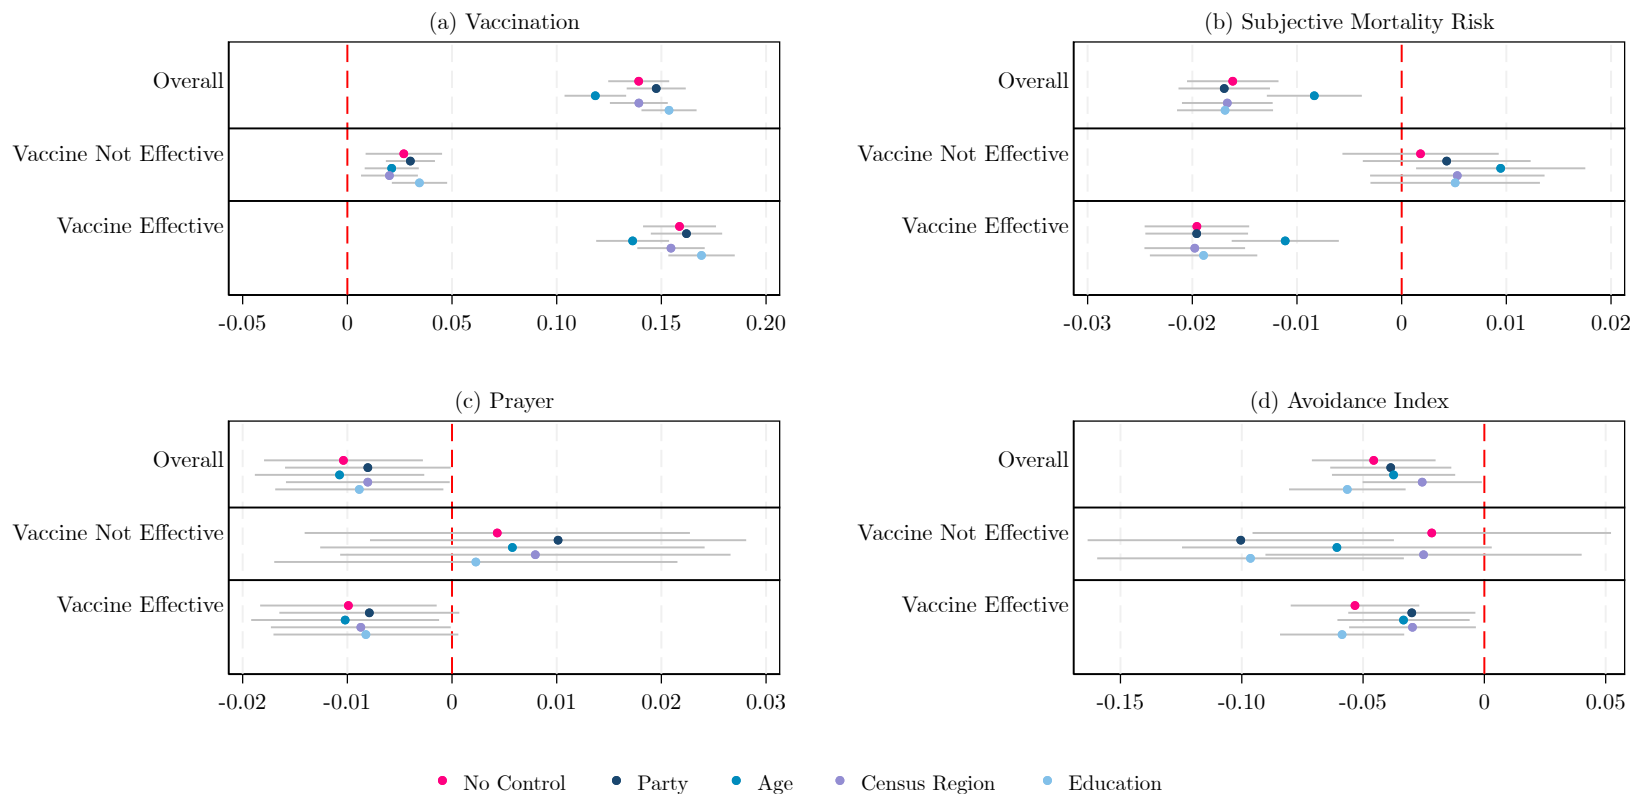 (a) Vaccination
Overall
Vaccine Not Effective
Vaccine Effective
-0.05 0 0.05 0.10 0.15 0.20
(b) Subjective Mortality Risk
Overall
Vaccine Not Effective
Vaccine Effective
-0.03 -0.02 -0.01 0 0.01 0.02
(c) Prayer
Overall
Vaccine Not Effective
Vaccine Effective
-0.02 -0.01 0 0.01 0.02 0.03
(d) Avoidance Index
Overall
Vaccine Not Effective
Vaccine Effective
-0.15 -0.10 -0.05 0 0.05
No Control Party Age Census Region Education